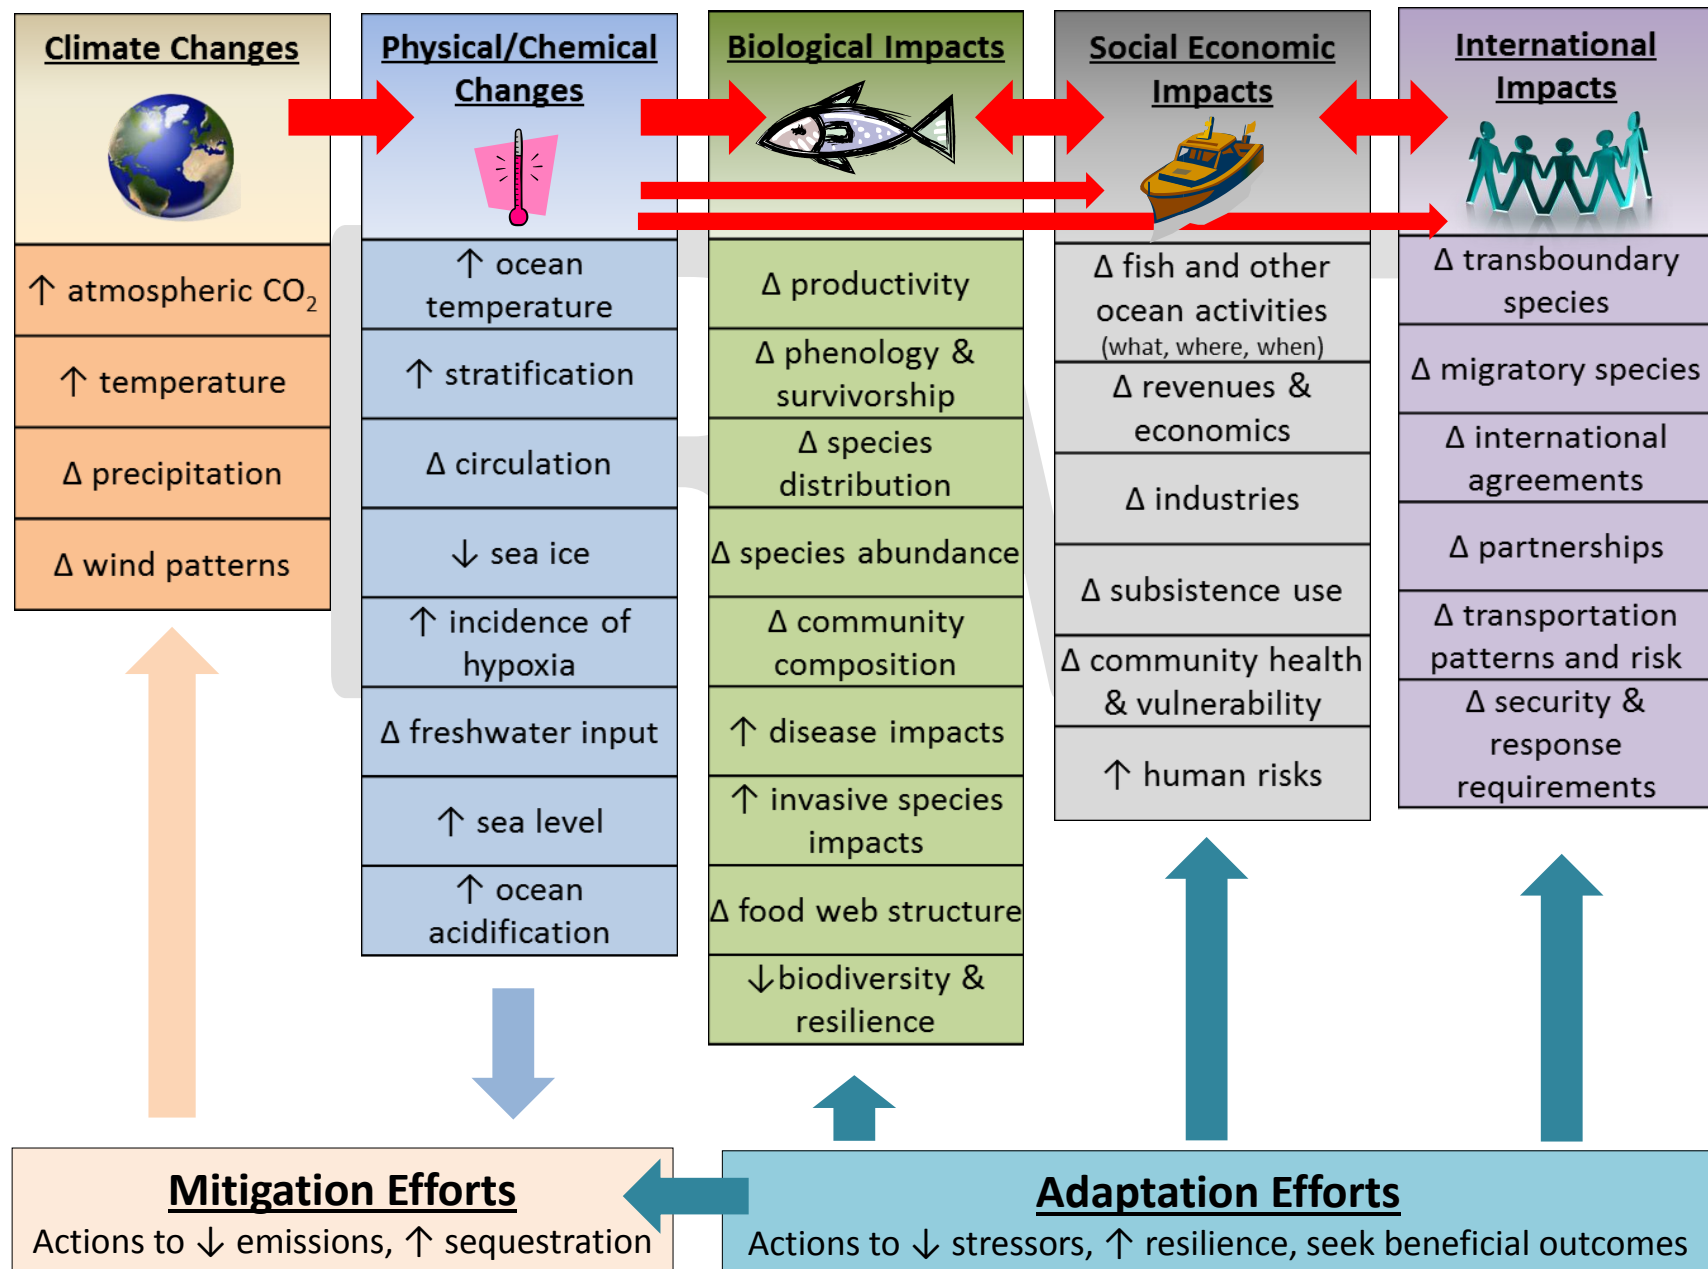 Climate Changes
↑ atmospheric CO₂
↑ temperature
Δ precipitation
Δ wind patterns
Physical/Chemical
Changes
↑ ocean
temperature
↑ stratification
Δ circulation
↓ sea ice
↑ incidence of
hypoxia
Δ freshwater input
↑ sea level
↑ ocean
acidification
Biological Impacts
Δ productivity
Δ phenology &
survivorship
Δ species
distribution
Δ species abundance
Δ community
composition
↑ disease impacts
↑ invasive species
impacts
Δ food web structure
↓biodiversity &
resilience
Social Economic
Impacts
Δ fish and other
ocean activities
(what, where, when)
Δ revenues &
economics
Δ industries
Δ subsistence use
Δ community health
& vulnerability
↑ human risks
International
Impacts
Δ transboundary
species
Δ migratory species
Δ international
agreements
Δ partnerships
Δ transportation
patterns and risk
Δ security &
response
requirements
Mitigation Efforts
Actions to ↓ emissions, ↑ sequestration
Adaptation Efforts
Actions to ↓ stressors, ↑ resilience, seek beneficial outcomes